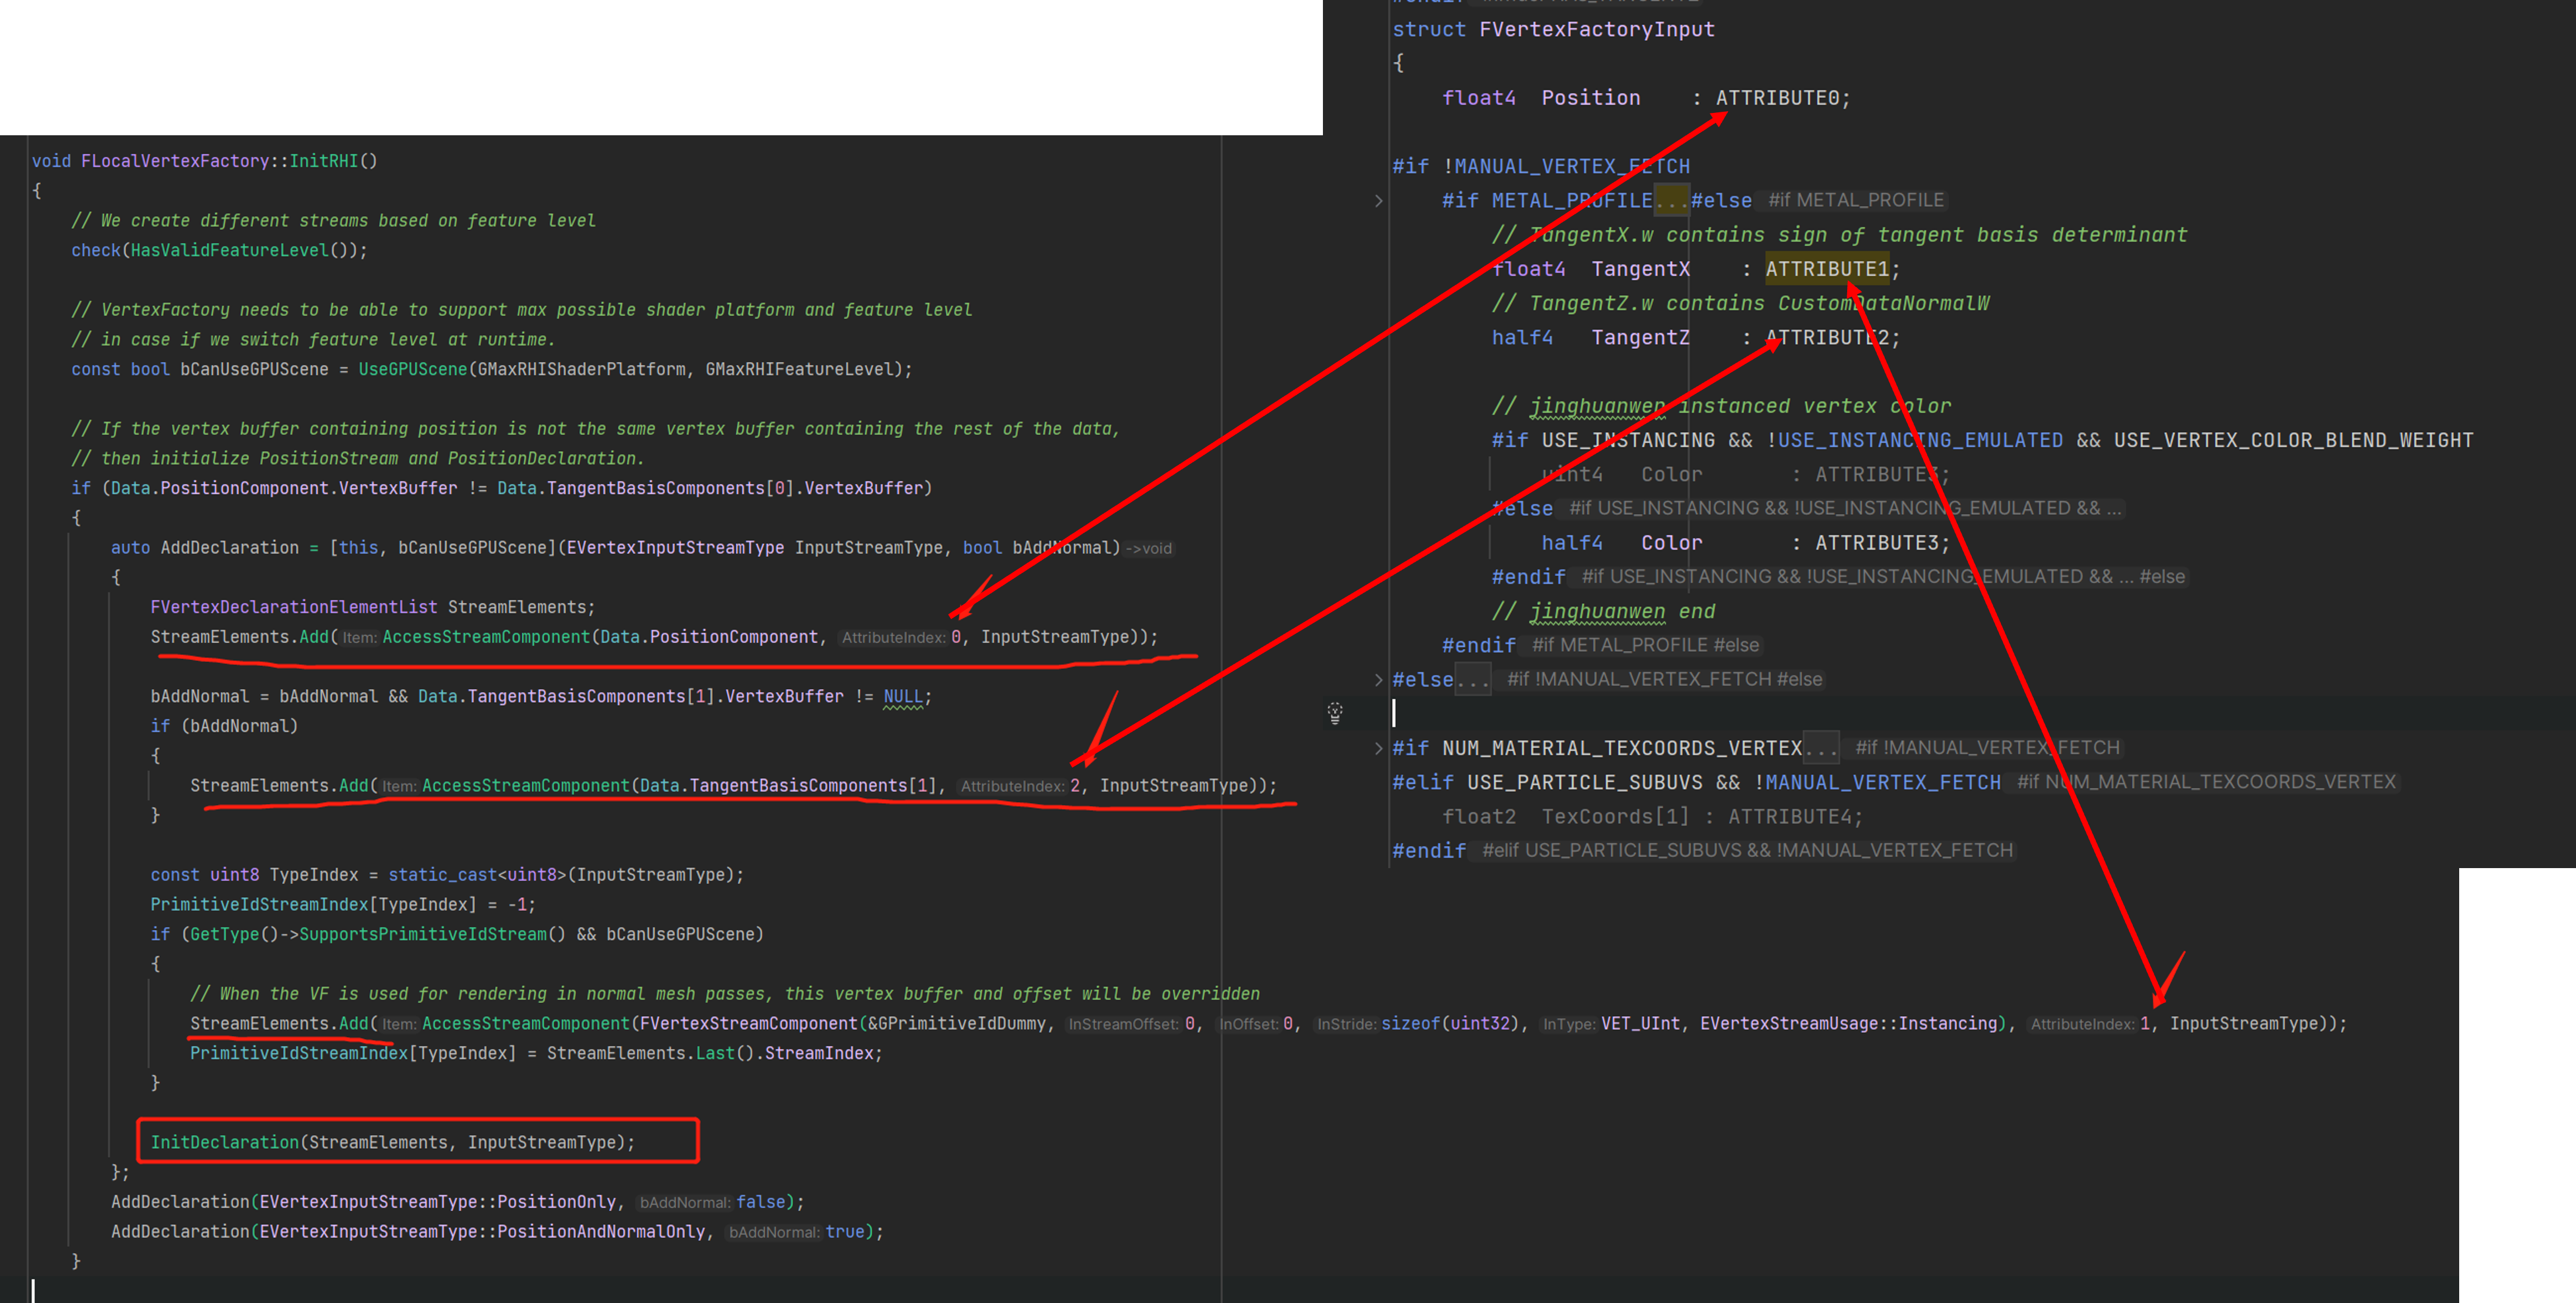 void FLocalVertexFactory::InitRHI()
{
// We create different streams based on feature level
check(HasValidFeatureLevel());
// VertexFactory needs to be able to support max possible shader platform and feature level
// in case if we switch feature level at runtime.
const bool bCanUseGPUScene = UseGPUScene(GMaxRHIShaderPlatform, GMaxRHIFeatureLevel);
// If the vertex buffer containing position is not the same vertex buffer containing the rest of the data,
// then initialize PositionStream and PositionDeclaration.
if (Data.PositionComponent.VertexBuffer != Data.TangentBasisComponents[0].VertexBuffer)
{
auto AddDeclaration = [this, bCanUseGPUScene](EVertexInputStreamType InputStreamType, bool bAddNormal) ->void
{
FVertexDeclarationElementList StreamElements;
StreamElements.Add( Item: AccessStreamComponent(Data.PositionComponent, AttributeIndex: 0, InputStreamType));
bAddNormal = bAddNormal && Data.TangentBasisComponents[1].VertexBuffer != NULL;
if (bAddNormal)
{
StreamElements.Add( Item: AccessStreamComponent(Data.TangentBasisComponents[1], AttributeIndex: 2, InputStreamType));
}
const uint8 TypeIndex = static_cast<uint8>(InputStreamType);
PrimitiveIdStreamIndex[TypeIndex] = -1;
if (GetType()->SupportsPrimitiveIdStream() && bCanUseGPUScene)
{
// When the VF is used for rendering in normal mesh passes, this vertex buffer and offset will be overridden
StreamElements.Add( Item: AccessStreamComponent(FVertexStreamComponent(&GPrimitiveIdDummy, InStreamOffset: 0, InOffset: 0, InStride: sizeof(uint32), InType: VET_UInt, EVertexStreamUsage::Instancing), AttributeIndex: 1, InputStreamType));
PrimitiveIdStreamIndex[TypeIndex] = StreamElements.Last().StreamIndex;
}
InitDeclaration(StreamElements, InputStreamType);
};
AddDeclaration(EVertexInputStreamType::PositionOnly, bAddNormal: false);
AddDeclaration(EVertexInputStreamType::PositionAndNormalOnly, bAddNormal: true);
}
struct FVertexFactoryInput
{
float4 Position : ATTRIBUTE0;
#if !MANUAL_VERTEX_FETCH
#if METAL_PROFILE...#else #if METAL_PROFILE
// TangentX.w contains sign of tangent basis determinant
float4 TangentX : ATTRIBUTE1;
// TangentZ.w contains CustomDataNormalW
half4 TangentZ : ATTRIBUTE2;
// jinghuanwen instanced vertex color
#if USE_INSTANCING && !USE_INSTANCING_EMULATED && USE_VERTEX_COLOR_BLEND_WEIGHT
uint4 Color : ATTRIBUTE3;
#else #if USE_INSTANCING && !USE_INSTANCING_EMULATED && ...
half4 Color : ATTRIBUTE3;
#endif #if USE_INSTANCING && !USE_INSTANCING_EMULATED && ... #else
// jinghuanwen end
#endif #if METAL_PROFILE #else
#else... #if !MANUAL_VERTEX_FETCH #else
#if NUM_MATERIAL_TEXCOORDS_VERTEX... #if !MANUAL_VERTEX_FETCH
#elif USE_PARTICLE_SUBUVS && !MANUAL_VERTEX_FETCH #if NUM_MATERIAL_TEXCOORDS_VERTEX
float2 TexCoords[1] : ATTRIBUTE4;
#endif #elif USE_PARTICLE_SUBUVS && !MANUAL_VERTEX_FETCH